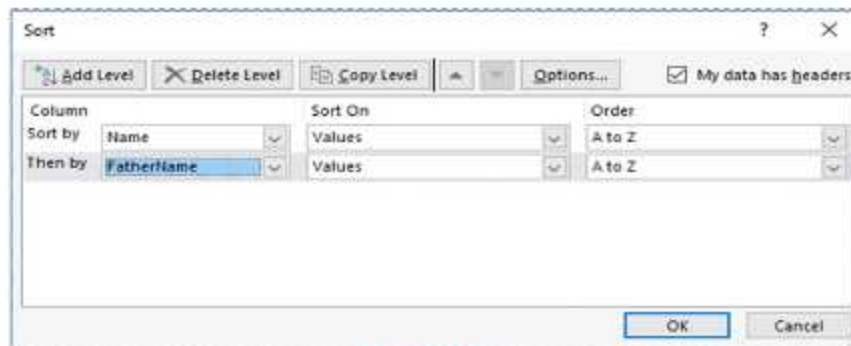 Sort ? ×
Add Level Delete Level Copy Level Options... My data has headers
Column Sort On Order
Sort by Name Values A to Z
Then by FatherName Values A to Z
OK Cancel